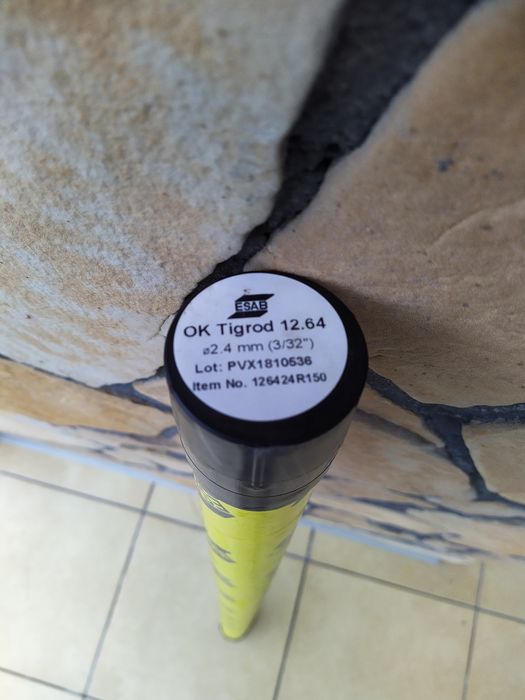 ESAB
OK Tigrod 12.64
ø2.4 mm (3/32")
Lot: PVX1810536
Item No. 126424R150